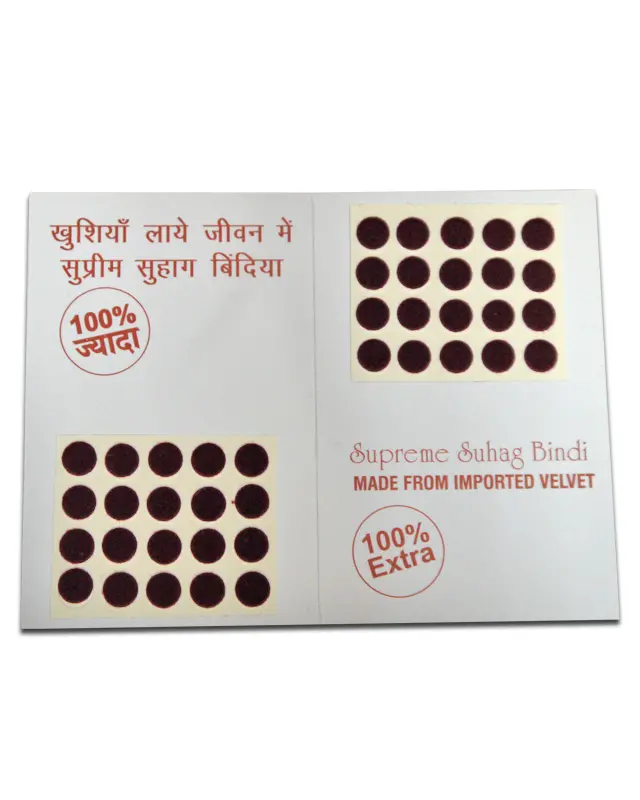 खुशियाँ लाये जीवन में
सुप्रीम सुहाग बिंदिया
100%
ज्यादा
Supreme Suhag Bindi
MADE FROM IMPORTED VELVET
100%
Extra